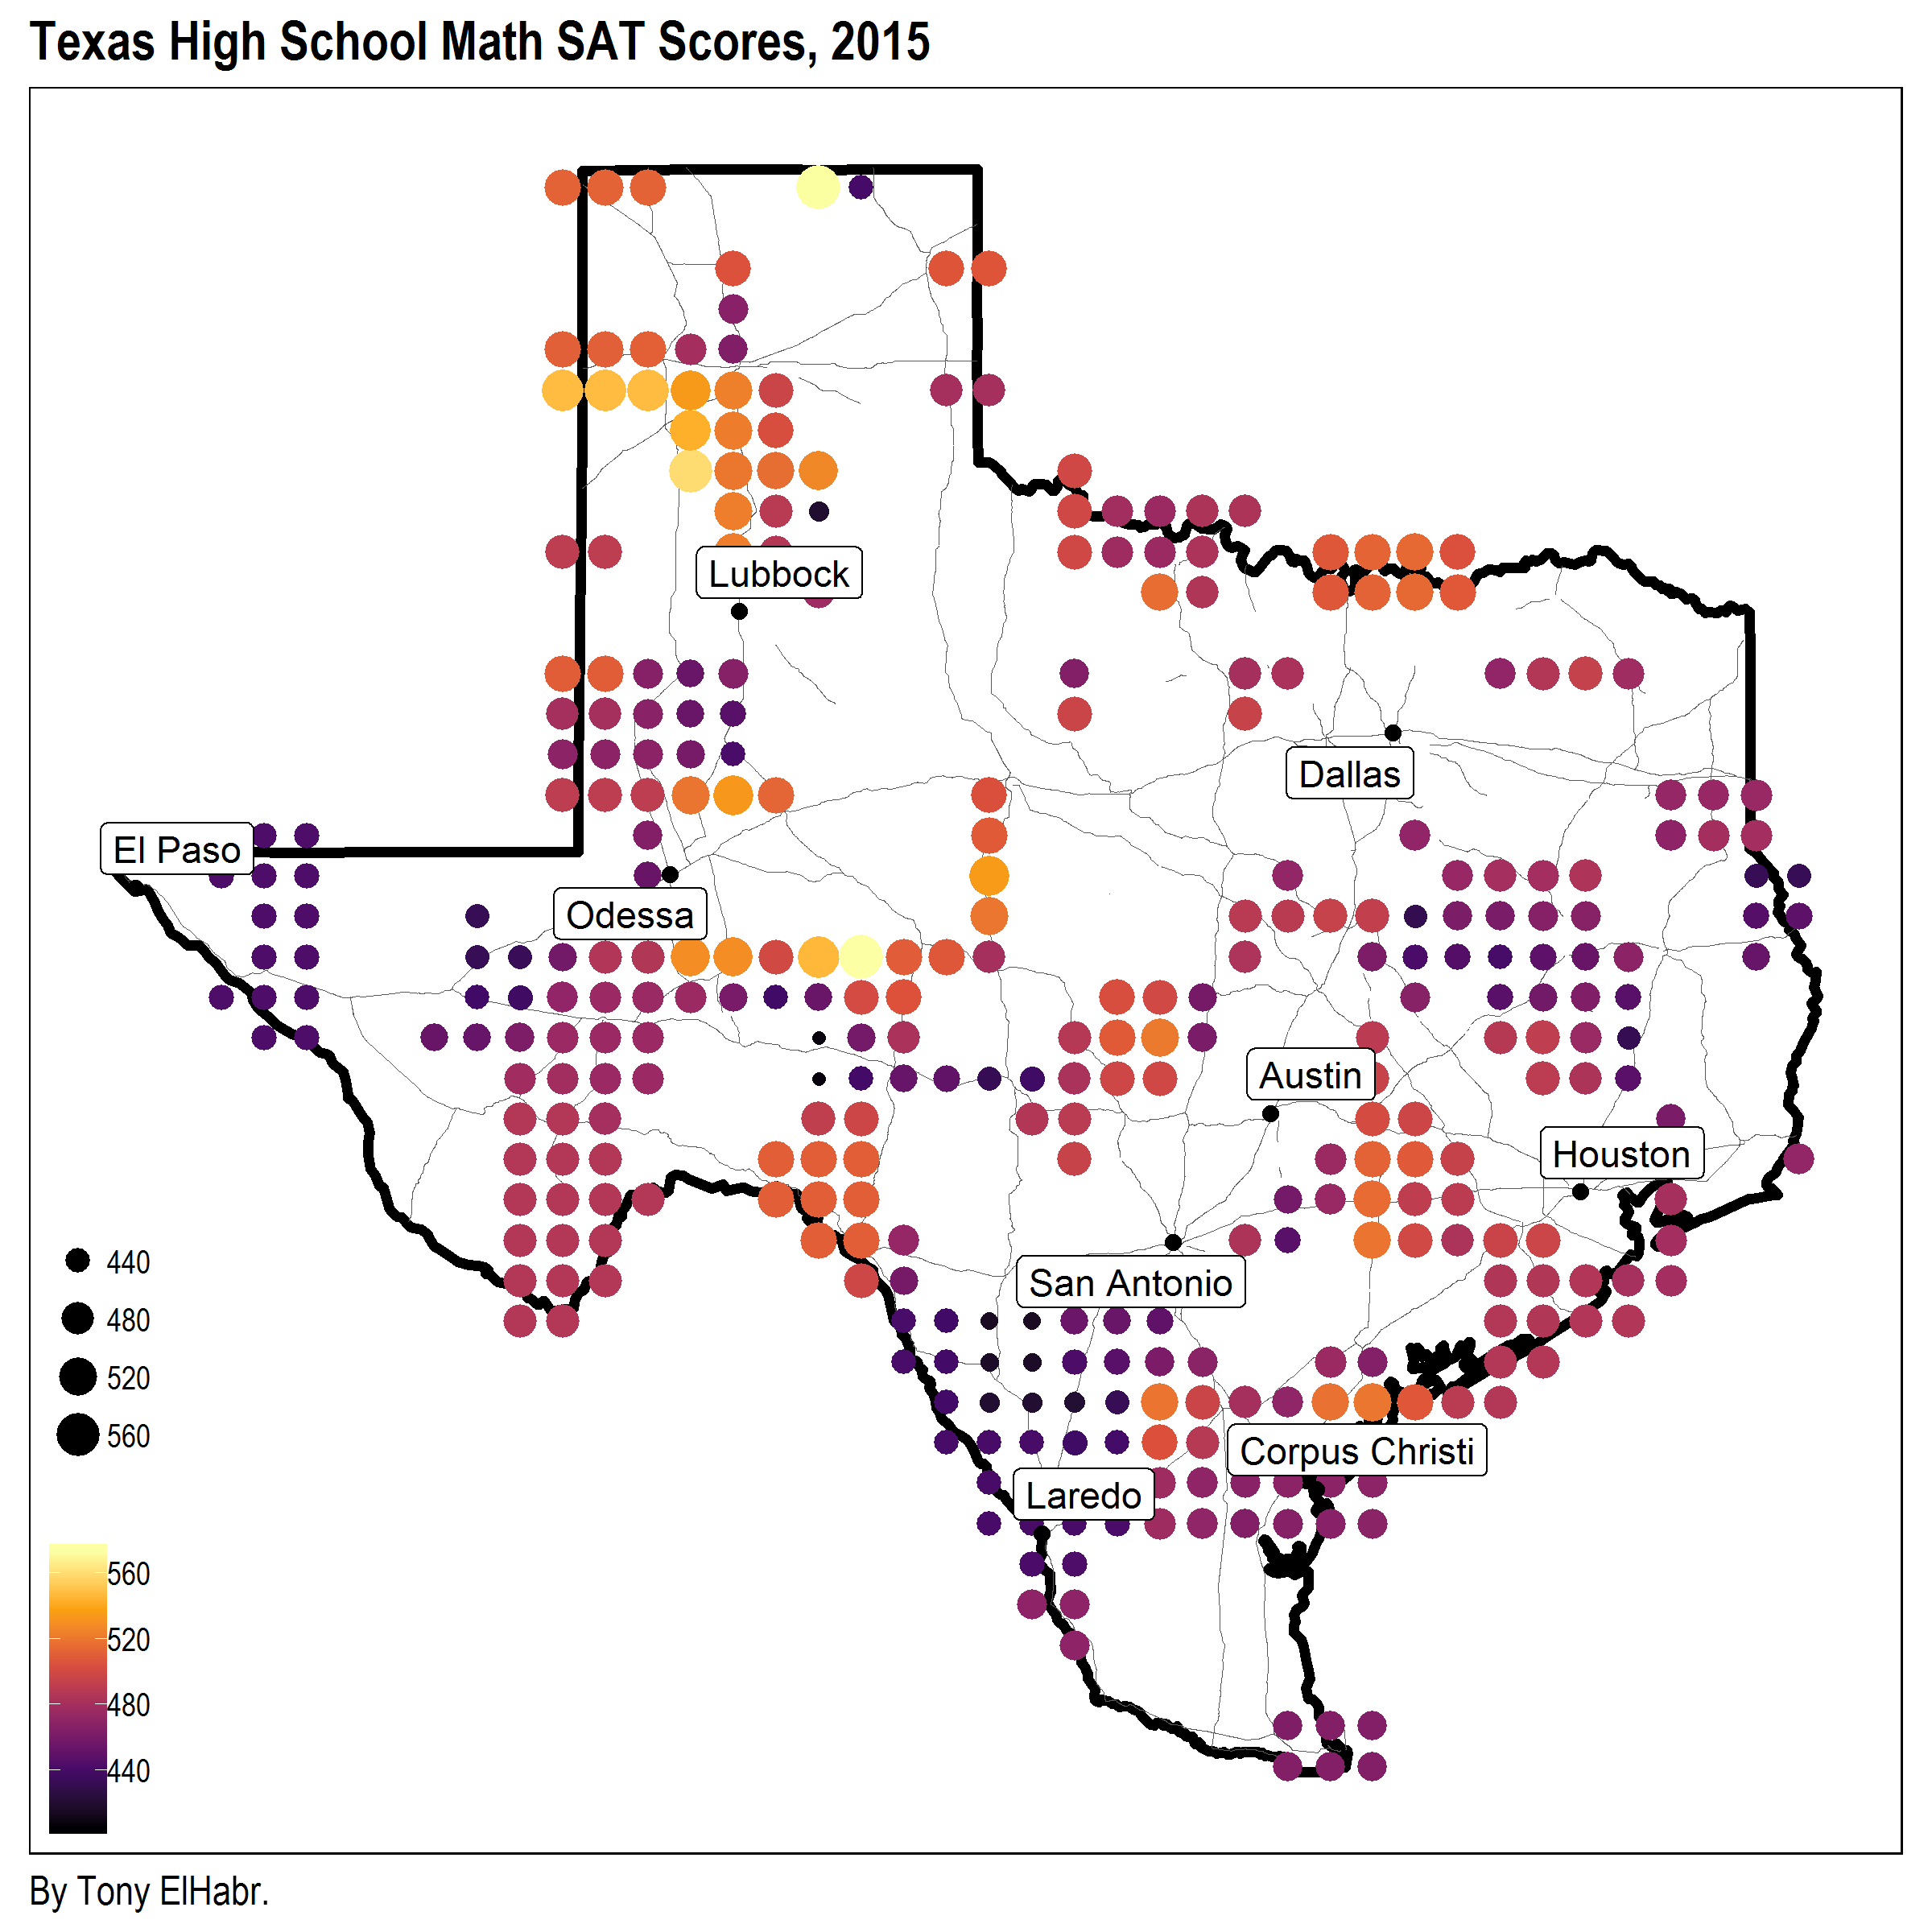 Texas High School Math SAT Scores, 2015
Lubbock
Dallas
El Paso
Odessa
Austin
Houston
San Antonio
Corpus Christi
Laredo
440
480
520
560
560
520
480
440
By Tony ElHabr.